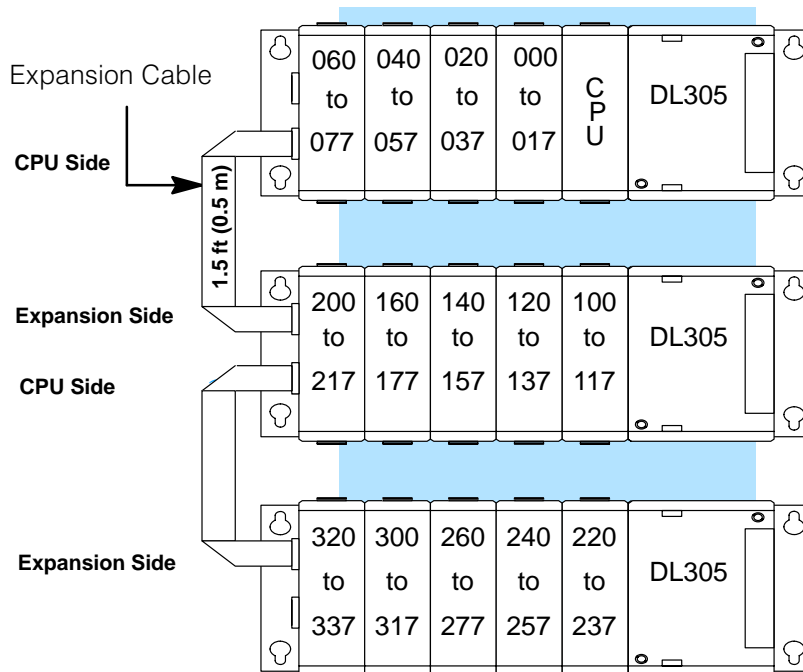 Expansion Cable
CPU Side
1.5 ft (0.5 m)
060 040 020 000
to to to to
077 057 037 017
CPU
DL305
Expansion Side
CPU Side
200 160 140 120 100
to to to to to
217 177 157 137 117
DL305
Expansion Side
320 300 260 240 220
to to to to to
337 317 277 257 237
DL305